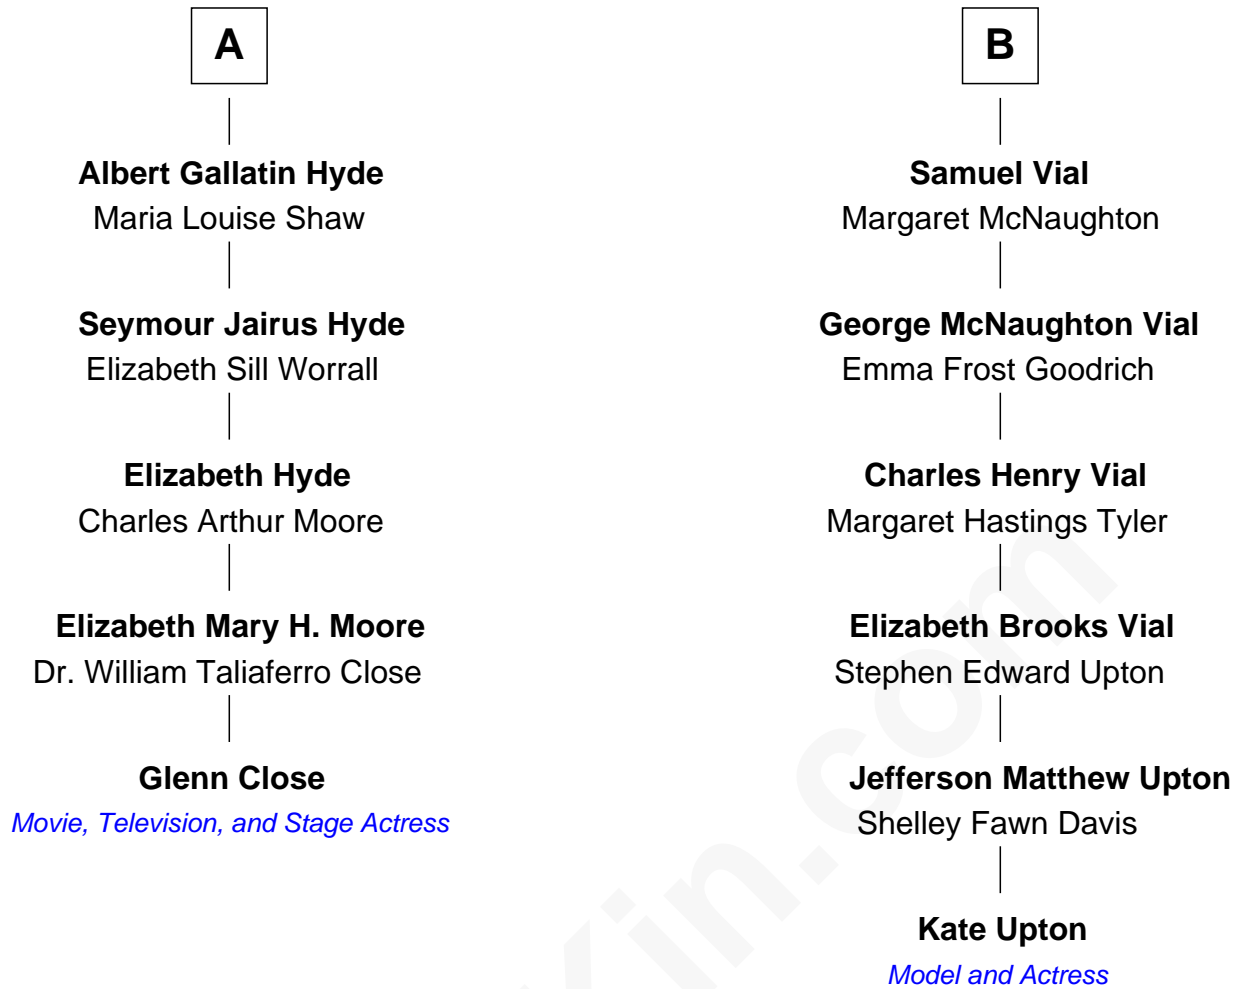 A
Albert Gallatin Hyde
Maria Louise Shaw
Seymour Jairus Hyde
Elizabeth Sill Worrall
Elizabeth Hyde
Charles Arthur Moore
Elizabeth Mary H. Moore
Dr. William Taliaferro Close
Glenn Close
Movie, Television, and Stage Actress
B
Samuel Vial
Margaret McNaughton
George McNaughton Vial
Emma Frost Goodrich
Charles Henry Vial
Margaret Hastings Tyler
Elizabeth Brooks Vial
Stephen Edward Upton
Jefferson Matthew Upton
Shelley Fawn Davis
Kate Upton
Model and Actress
Kin.com